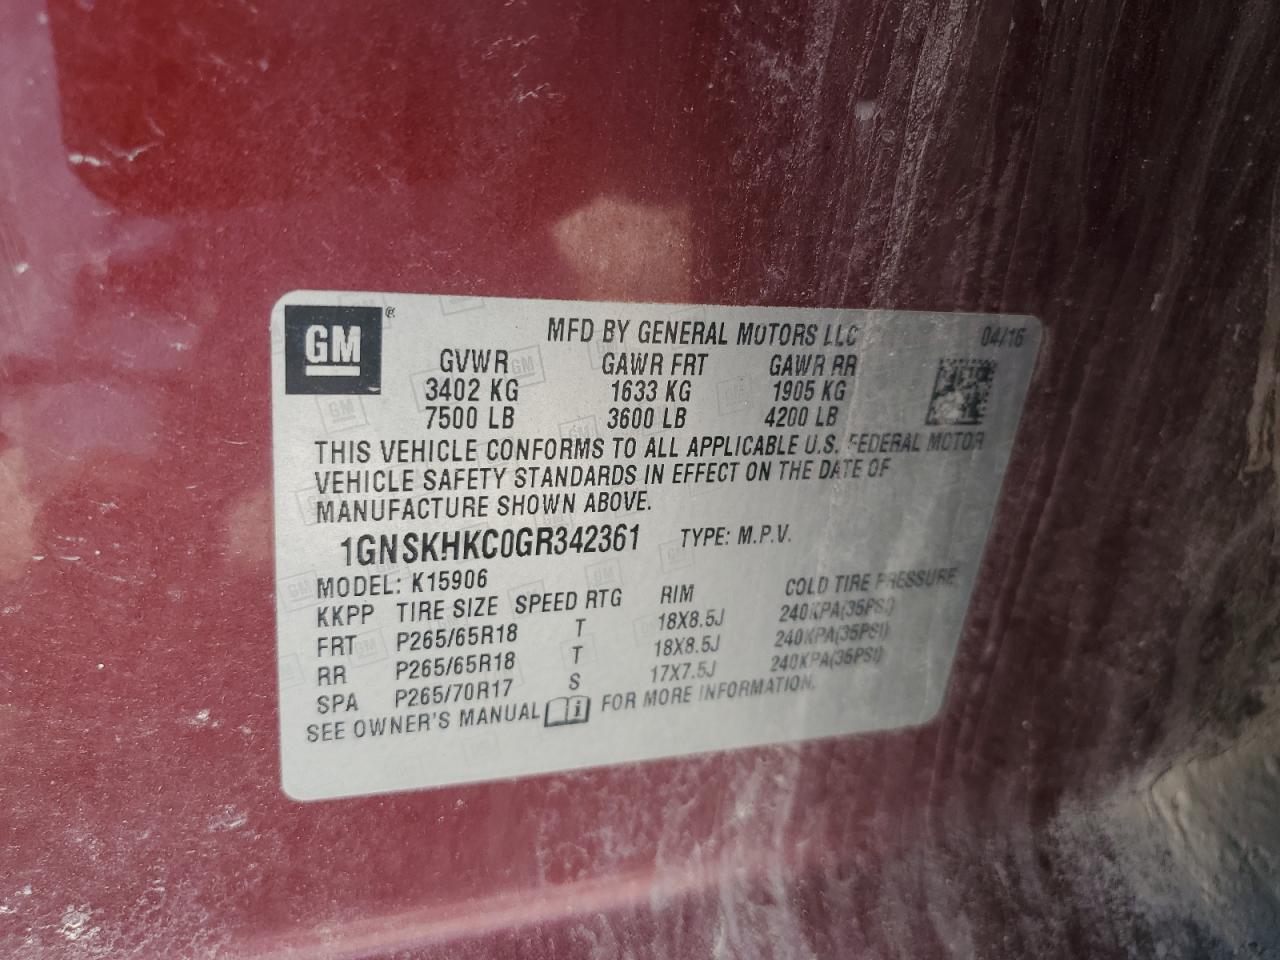 GM®
MFD BY GENERAL MOTORS LLC 04/16
GVWR GAWR FRT GAWR RR
3402 KG 1633 KG 1905 KG
7500 LB 3600 LB 4200 LB
THIS VEHICLE CONFORMS TO ALL APPLICABLE U.S. FEDERAL MOTOR
VEHICLE SAFETY STANDARDS IN EFFECT ON THE DATE OF
MANUFACTURE SHOWN ABOVE.
1GNSKHKC0GR342361 TYPE: M.P.V.
MODEL: K15906
KKPP TIRE SIZE SPEED RTG RIM COLD TIRE PRESSURE
FRT P265/65R18 T 18X8.5J 240KPA(35PSI)
RR P265/65R18 T 18X8.5J 240KPA(35PSI)
SPA P265/70R17 S 17X7.5J 240KPA(35PSI)
SEE OWNER'S MANUAL i FOR MORE INFORMATION.